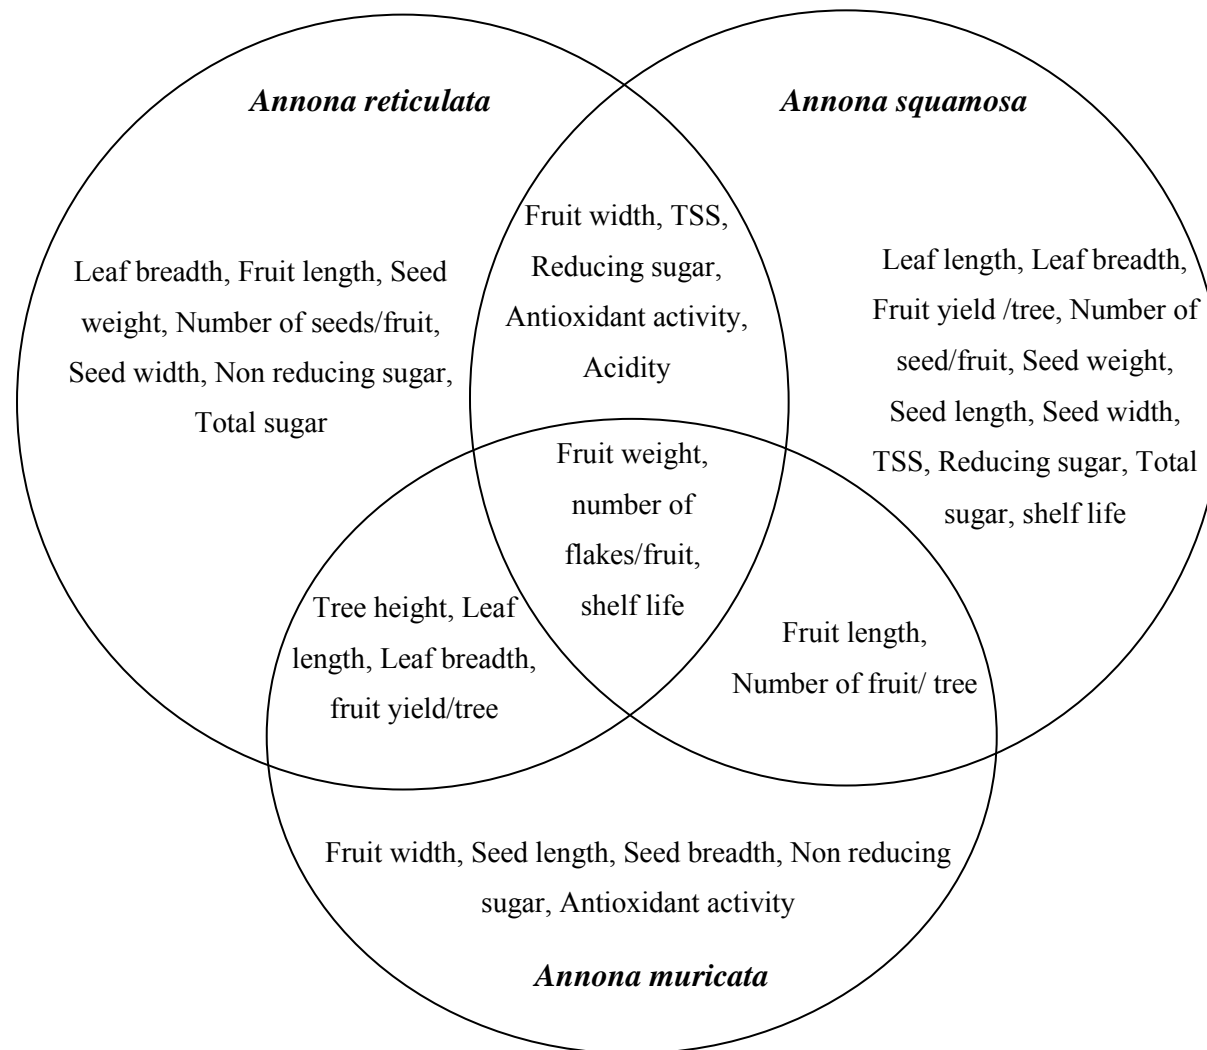 Annona reticulata
Annona squamosa
Fruit width, TSS,
Reducing sugar,
Antioxidant activity,
Acidity
Leaf breadth, Fruit length, Seed
weight, Number of seeds/fruit,
Seed width, Non reducing sugar,
Total sugar
Leaf length, Leaf breadth,
Fruit yield /tree, Number of
seed/fruit, Seed weight,
Seed length, Seed width,
TSS, Reducing sugar, Total
sugar, shelf life
Fruit weight,
number of
flakes/fruit,
shelf life
Tree height, Leaf
length, Leaf breadth,
fruit yield/tree
Fruit length,
Number of fruit/ tree
Fruit width, Seed length, Seed breadth, Non reducing
sugar, Antioxidant activity
Annona muricata